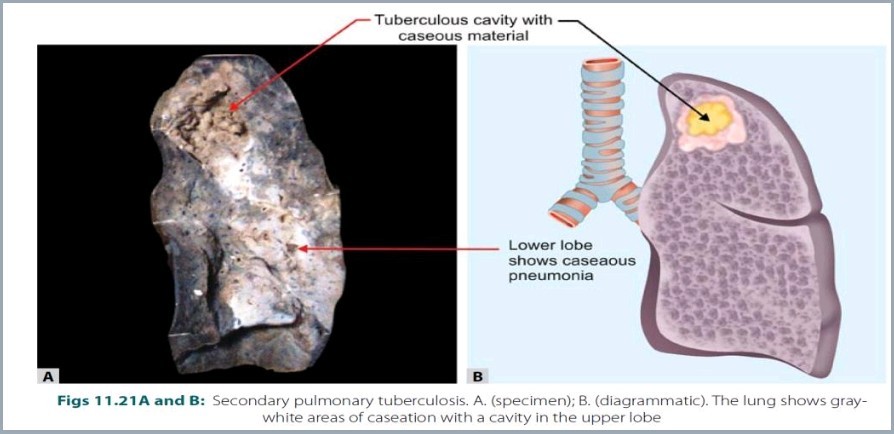 Tuberculous cavity with
caseous material
Lower lobe
shows caseaous
pneumonia
A
B
Figs 11.21A and B: Secondary pulmonary tuberculosis. A. (specimen); B. (diagrammatic). The lung shows gray-
white areas of caseation with a cavity in the upper lobe